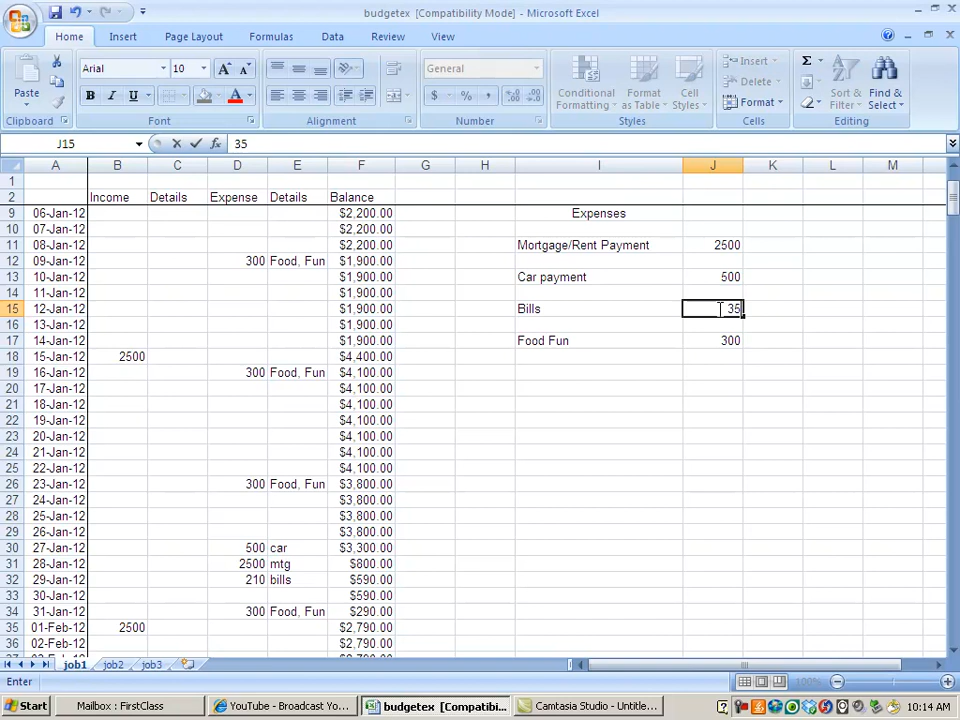 budgetex [Compatibility Mode] - Microsoft Excel
Home Insert Page Layout Formulas Data Review View
Paste
Arial 10
B I U
General
$ % ,
Conditional Formatting Format as Table Cell Styles
Insert
Delete
Format
Sort & Filter Find & Select
Clipboard Font Alignment Number Styles Cells Editing
J15 fx 35
A B C D E F G H I J K L M
1
2 Income Details Expense Details Balance
9 06-Jan-12 $2,200.00 Expenses
10 07-Jan-12 $2,200.00
11 08-Jan-12 $2,200.00 Mortgage/Rent Payment 2500
12 09-Jan-12 300 Food, Fun $1,900.00
13 10-Jan-12 $1,900.00 Car payment 500
14 11-Jan-12 $1,900.00
15 12-Jan-12 $1,900.00 Bills 35
16 13-Jan-12 $1,900.00
17 14-Jan-12 $1,900.00 Food Fun 300
18 15-Jan-12 2500 $4,400.00
19 16-Jan-12 300 Food, Fun $4,100.00
20 17-Jan-12 $4,100.00
21 18-Jan-12 $4,100.00
22 19-Jan-12 $4,100.00
23 20-Jan-12 $4,100.00
24 21-Jan-12 $4,100.00
25 22-Jan-12 $4,100.00
26 23-Jan-12 300 Food, Fun $3,800.00
27 24-Jan-12 $3,800.00
28 25-Jan-12 $3,800.00
29 26-Jan-12 $3,800.00
30 27-Jan-12 500 car $3,300.00
31 28-Jan-12 2500 mtg $800.00
32 29-Jan-12 210 bills $590.00
33 30-Jan-12 $590.00
34 31-Jan-12 300 Food, Fun $290.00
35 01-Feb-12 2500 $2,790.00
36 02-Feb-12 $2,790.00
job1 job2 job3
Enter 100%
Start Mailbox : FirstClass YouTube - Broadcast Yo... budgetex [Compatibi... Camtasia Studio - Untitle... 10:14 AM